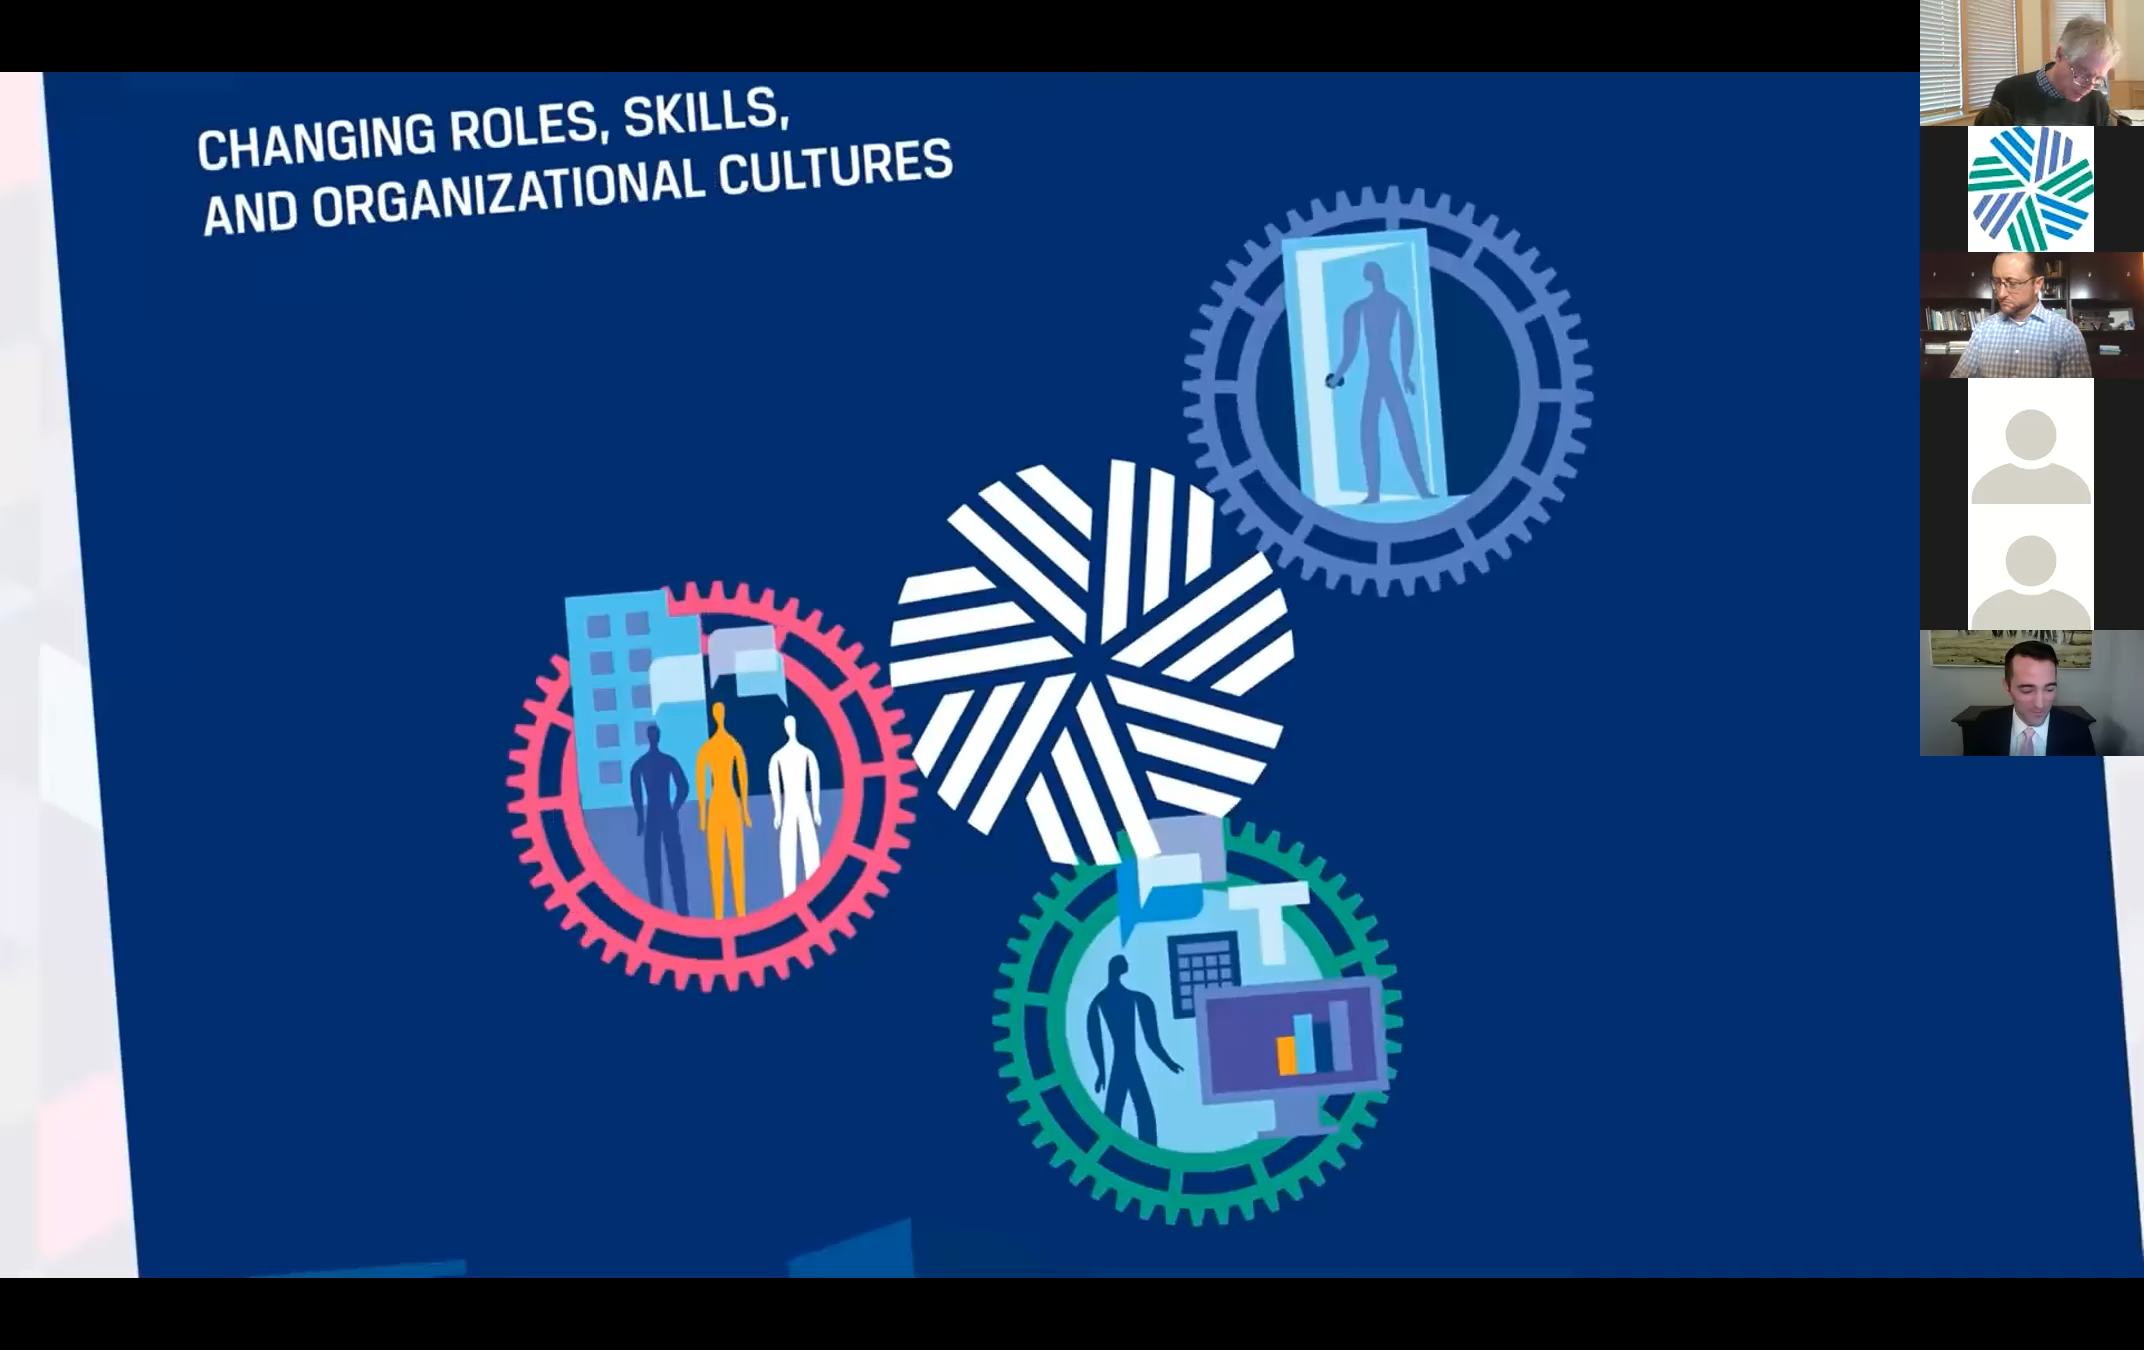 CHANGING ROLES, SKILLS,
AND ORGANIZATIONAL CULTURES